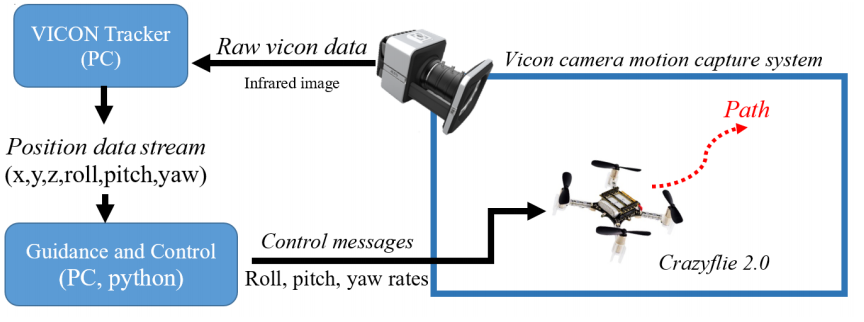 VICON Tracker
(PC)
Raw vicon data
Infrared image
Vicon camera motion capture system
Path
Position data stream
(x,y,z,roll,pitch,yaw)
Guidance and Control
(PC, python)
Control messages
Roll, pitch, yaw rates
Crazyflie 2.0